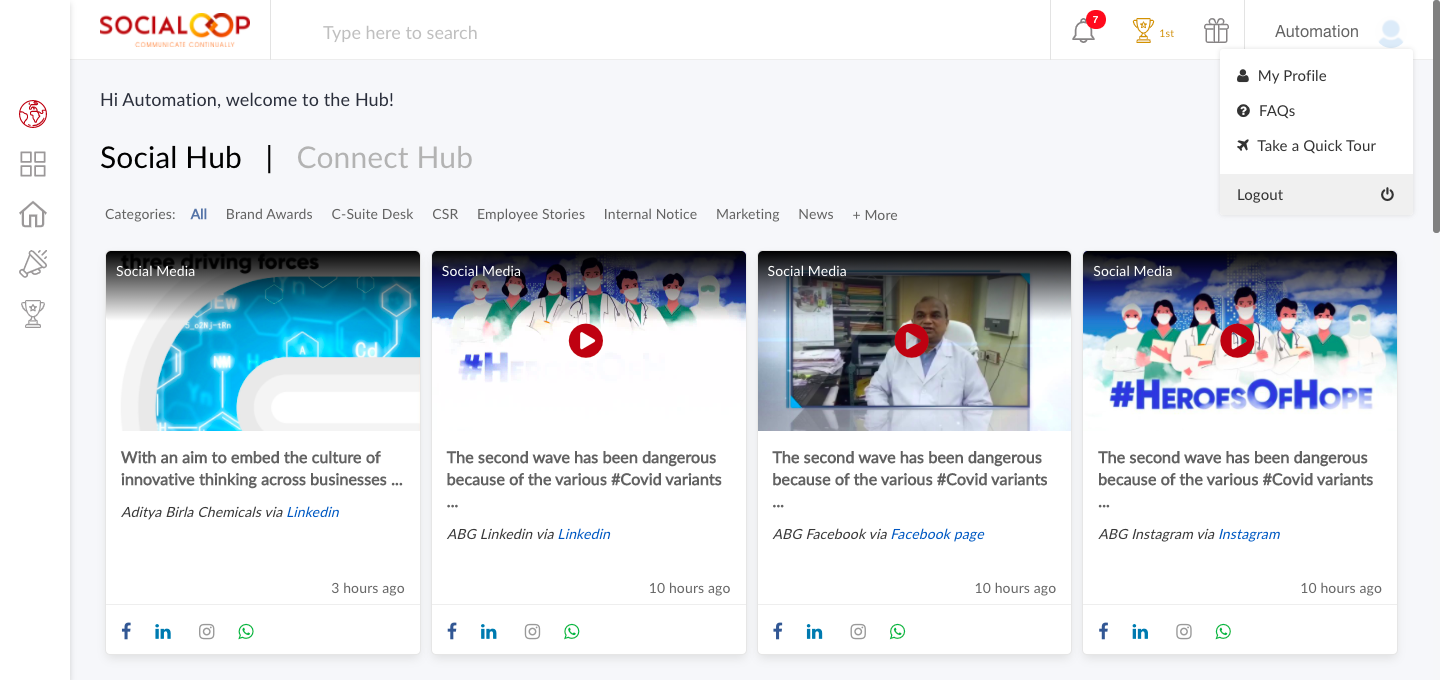 SOCIALOOP
COMMUNICATE CONTINUALLY
Type here to search
7
1st
Automation
My Profile
FAQs
Take a Quick Tour
Logout
Hi Automation, welcome to the Hub!
Social Hub | Connect Hub
Categories: All Brand Awards C-Suite Desk CSR Employee Stories Internal Notice Marketing News + More
three driving forces
Social Media
NM
Cd
With an aim to embed the culture of
innovative thinking across businesses ...
Aditya Birla Chemicals via Linkedin
3 hours ago
Social Media
#HEROESOFHOPE
The second wave has been dangerous
because of the various #Covid variants
...
ABG Linkedin via Linkedin
10 hours ago
Social Media
The second wave has been dangerous
because of the various #Covid variants
...
ABG Facebook via Facebook page
10 hours ago
Social Media
#HEROESOFHOPE
The second wave has been dangerous
because of the various #Covid variants
...
ABG Instagram via Instagram
10 hours ago